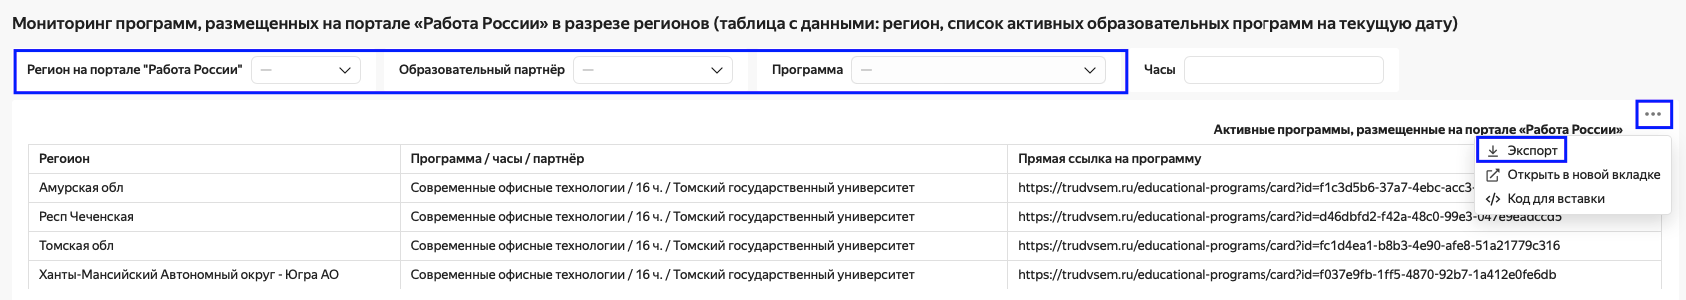 Мониторинг программ, размещенных на портале «Работа России» в разрезе регионов (таблица с данными: регион, список активных образовательных программ на текущую дату)
Регион на портале "Работа России" — Образовательный партнёр — Программа — Часы
Активные программы, размещенные на портале «Работа России»
Экспорт
Открыть в новой вкладке
Код для вставки
Регион Программа / часы / партнёр Прямая ссылка на программу
Амурская обл Современные офисные технологии / 16 ч. / Томский государственный университет https://trudvsem.ru/educational-programs/card?id=f1c3d5b6-37a7-4ebc-acc3-
Респ Чеченская Современные офисные технологии / 16 ч. / Томский государственный университет https://trudvsem.ru/educational-programs/card?id=d46dbfd2-f42a-48c0-99e3-047e9eadccd5
Томская обл Современные офисные технологии / 16 ч. / Томский государственный университет https://trudvsem.ru/educational-programs/card?id=fc1d4ea1-b8b3-4e90-afe8-51a21779c316
Ханты-Мансийский Автономный округ - Югра АО Современные офисные технологии / 16 ч. / Томский государственный университет https://trudvsem.ru/educational-programs/card?id=f037e9fb-1ff5-4870-92b7-1a412e0fe6db